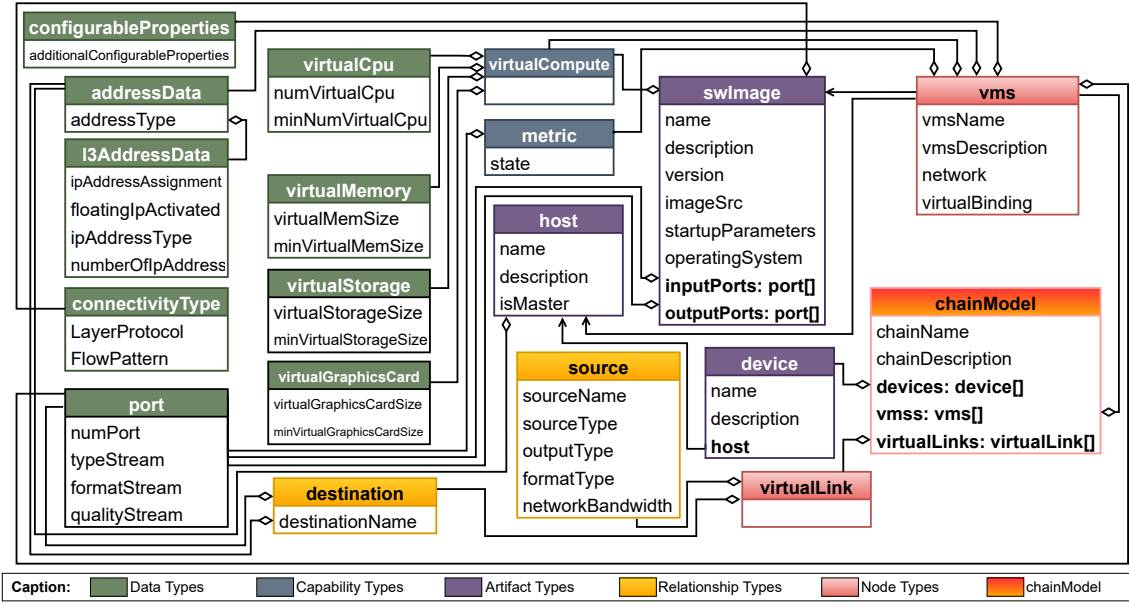 configurableProperties
additionalConfigurableProperties
addressData
addressType
l3AddressData
ipAddressAssignment
floatingIpActivated
ipAddressType
numberOfIpAddress
connectivityType
LayerProtocol
FlowPattern
port
numPort
typeStream
formatStream
qualityStream
virtualCpu
numVirtualCpu
minNumVirtualCpu
virtualMemory
virtualMemSize
minVirtualMemSize
virtualStorage
virtualStorageSize
minVirtualStorageSize
virtualGraphicsCard
virtualGraphicsCardSize
minVirtualGraphicsCardSize
destination
destinationName
virtualCompute
metric
state
host
name
description
isMaster
source
sourceName
sourceType
outputType
formatType
networkBandwidth
swImage
name
description
version
imageSrc
startupParameters
operatingSystem
inputPorts: port[]
outputPorts: port[]
device
name
description
host
virtualLink
vms
vmsName
vmsDescription
network
virtualBinding
chainModel
chainName
chainDescription
devices: device[]
vmss: vms[]
virtualLinks: virtualLink[]
Caption: Data Types Capability Types Artifact Types Relationship Types Node Types chainModel